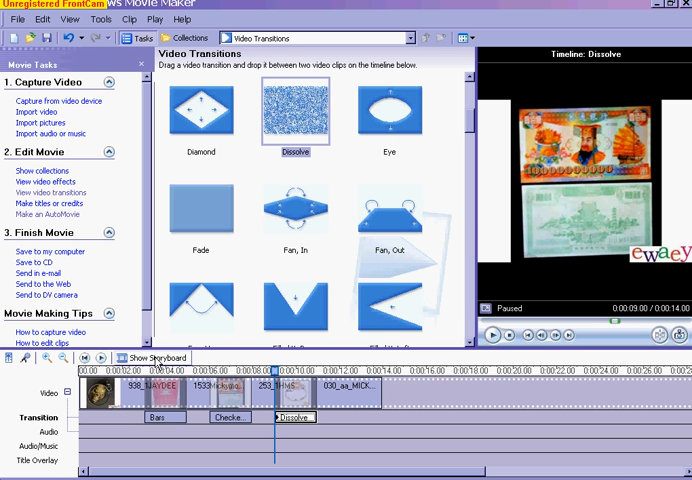 Unregistered FrontCam
ws Movie Maker
File Edit View Tools Clip Play Help
Tasks Collections Video Transitions
Movie Tasks
1. Capture Video
Capture from video device
Import video
Import pictures
Import audio or music
2. Edit Movie
Show collections
View video effects
View video transitions
Make titles or credits
Make an AutoMovie
3. Finish Movie
Save to my computer
Save to CD
Send in e-mail
Send to the Web
Send to DV camera
Movie Making Tips
How to capture video
How to edit clips
Video Transitions
Drag a video transition and drop it between two video clips on the timeline below.
Diamond Dissolve Eye
Fade Fan, In Fan, Out
Timeline: Dissolve
ewaey
Paused 0:00:09.00 / 0:00:14.00
Show Storyboard
Video 938_1JAYDEE 253_1HMS 030_aa_MICK...
Transition Bars Checke... Dissolve
Audio
Audio/Music
Title Overlay